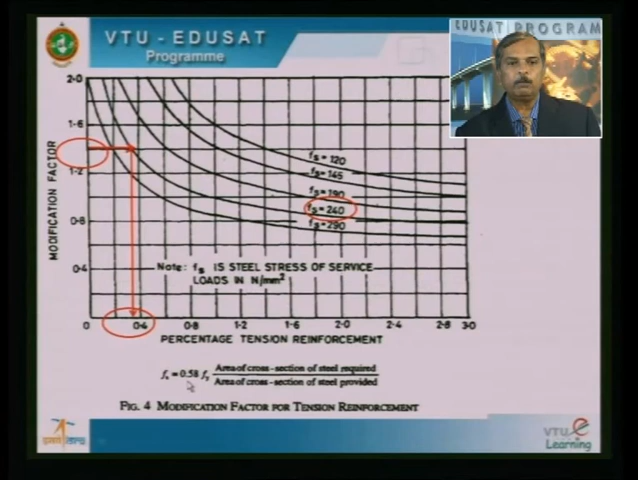 VTU - EDUSAT
Programme
EDUSAT PROGRAM
MODIFICATION FACTOR
2·0
1·6
1·2
0·8
0·4
fs = 120
fs = 145
fs = 190
fs = 240
fs = 290
Note: fs IS STEEL STRESS OF SERVICE
LOADS IN N/mm²
0 0·4 0·8 1·2 1·6 2·0 2·4 2·8 3·0
PERCENTAGE TENSION REINFORCEMENT
fs = 0.58 fy Area of cross-section of steel required
Area of cross-section of steel provided
FIG. 4 MODIFICATION FACTOR FOR TENSION REINFORCEMENT
VTU e
Learning